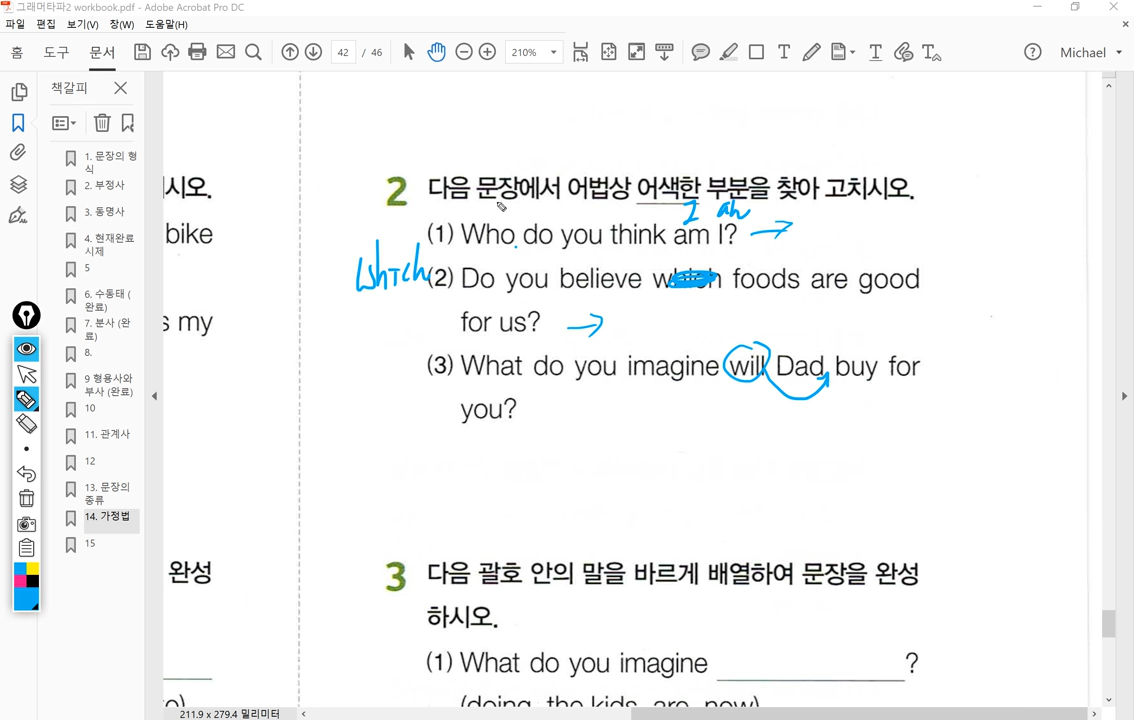 그래머타파2 workbook.pdf - Adobe Acrobat Pro DC
파일 편집 보기(V) 창(W) 도움말(H)
홈 도구 문서 42 / 46 210% Michael
책갈피
1. 문장의 형
식
2. 부정사
3. 동명사
4. 현재완료
시제
5
6. 수동태 (
완료)
7. 분사 (완
료)
8.
9 형용사와
부사 (완료)
10
11. 관계사
12
13. 문장의
종류
14. 가정법
15
시오.
bike
s my
완성
2 다음 문장에서 어법상 어색한 부분을 찾아 고치시오.
I am
(1) Who do you think am I?
which
(2) Do you believe which foods are good
for us?
(3) What do you imagine will Dad buy for
you?
3 다음 괄호 안의 말을 바르게 배열하여 문장을 완성
하시오.
(1) What do you imagine ?
(doing, the kids, are, now)
211.9 x 279.4 밀리미터